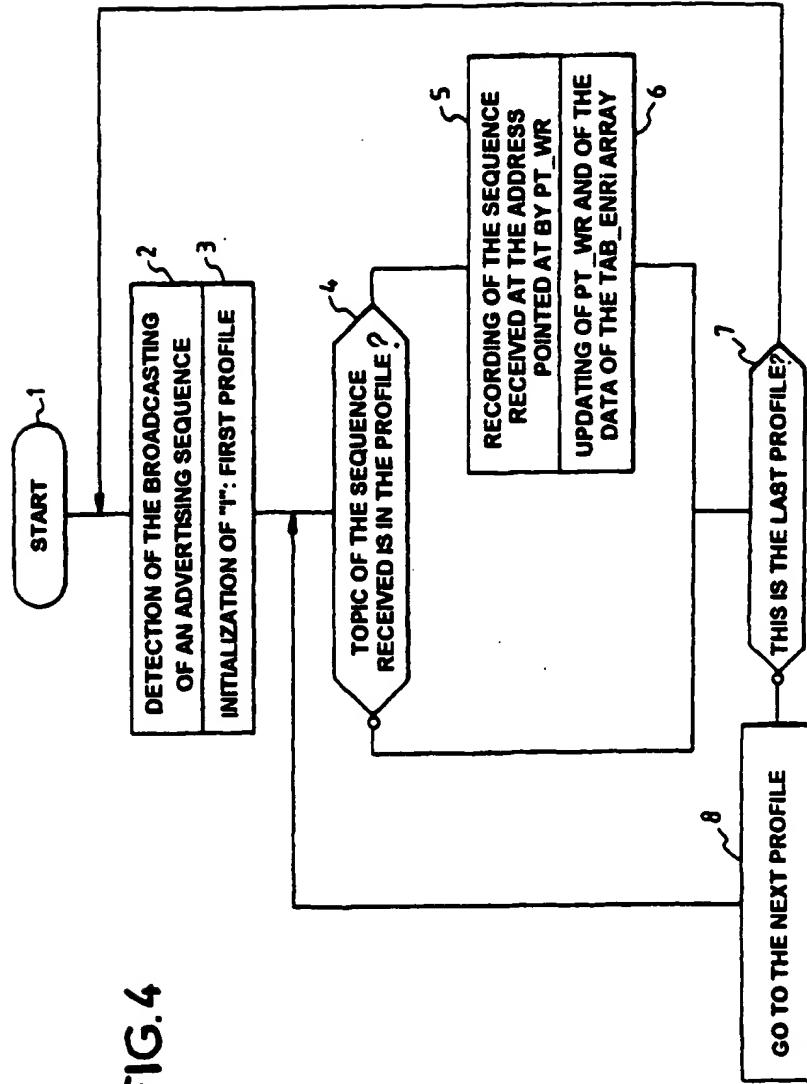 FIG.4
START
1
DETECTION OF THE BROADCASTING
OF AN ADVERTISING SEQUENCE
2
INITIALIZATION OF "I": FIRST PROFILE
3
TOPIC OF THE SEQUENCE
RECEIVED IS IN THE PROFILE?
4
RECORDING OF THE SEQUENCE
RECEIVED AT THE ADDRESS
POINTED AT BY PT_WR
5
UPDATING OF PT_WR AND OF THE
DATA OF THE TAB_ENRi ARRAY
6
THIS IS THE LAST PROFILE?
7
GO TO THE NEXT PROFILE
8